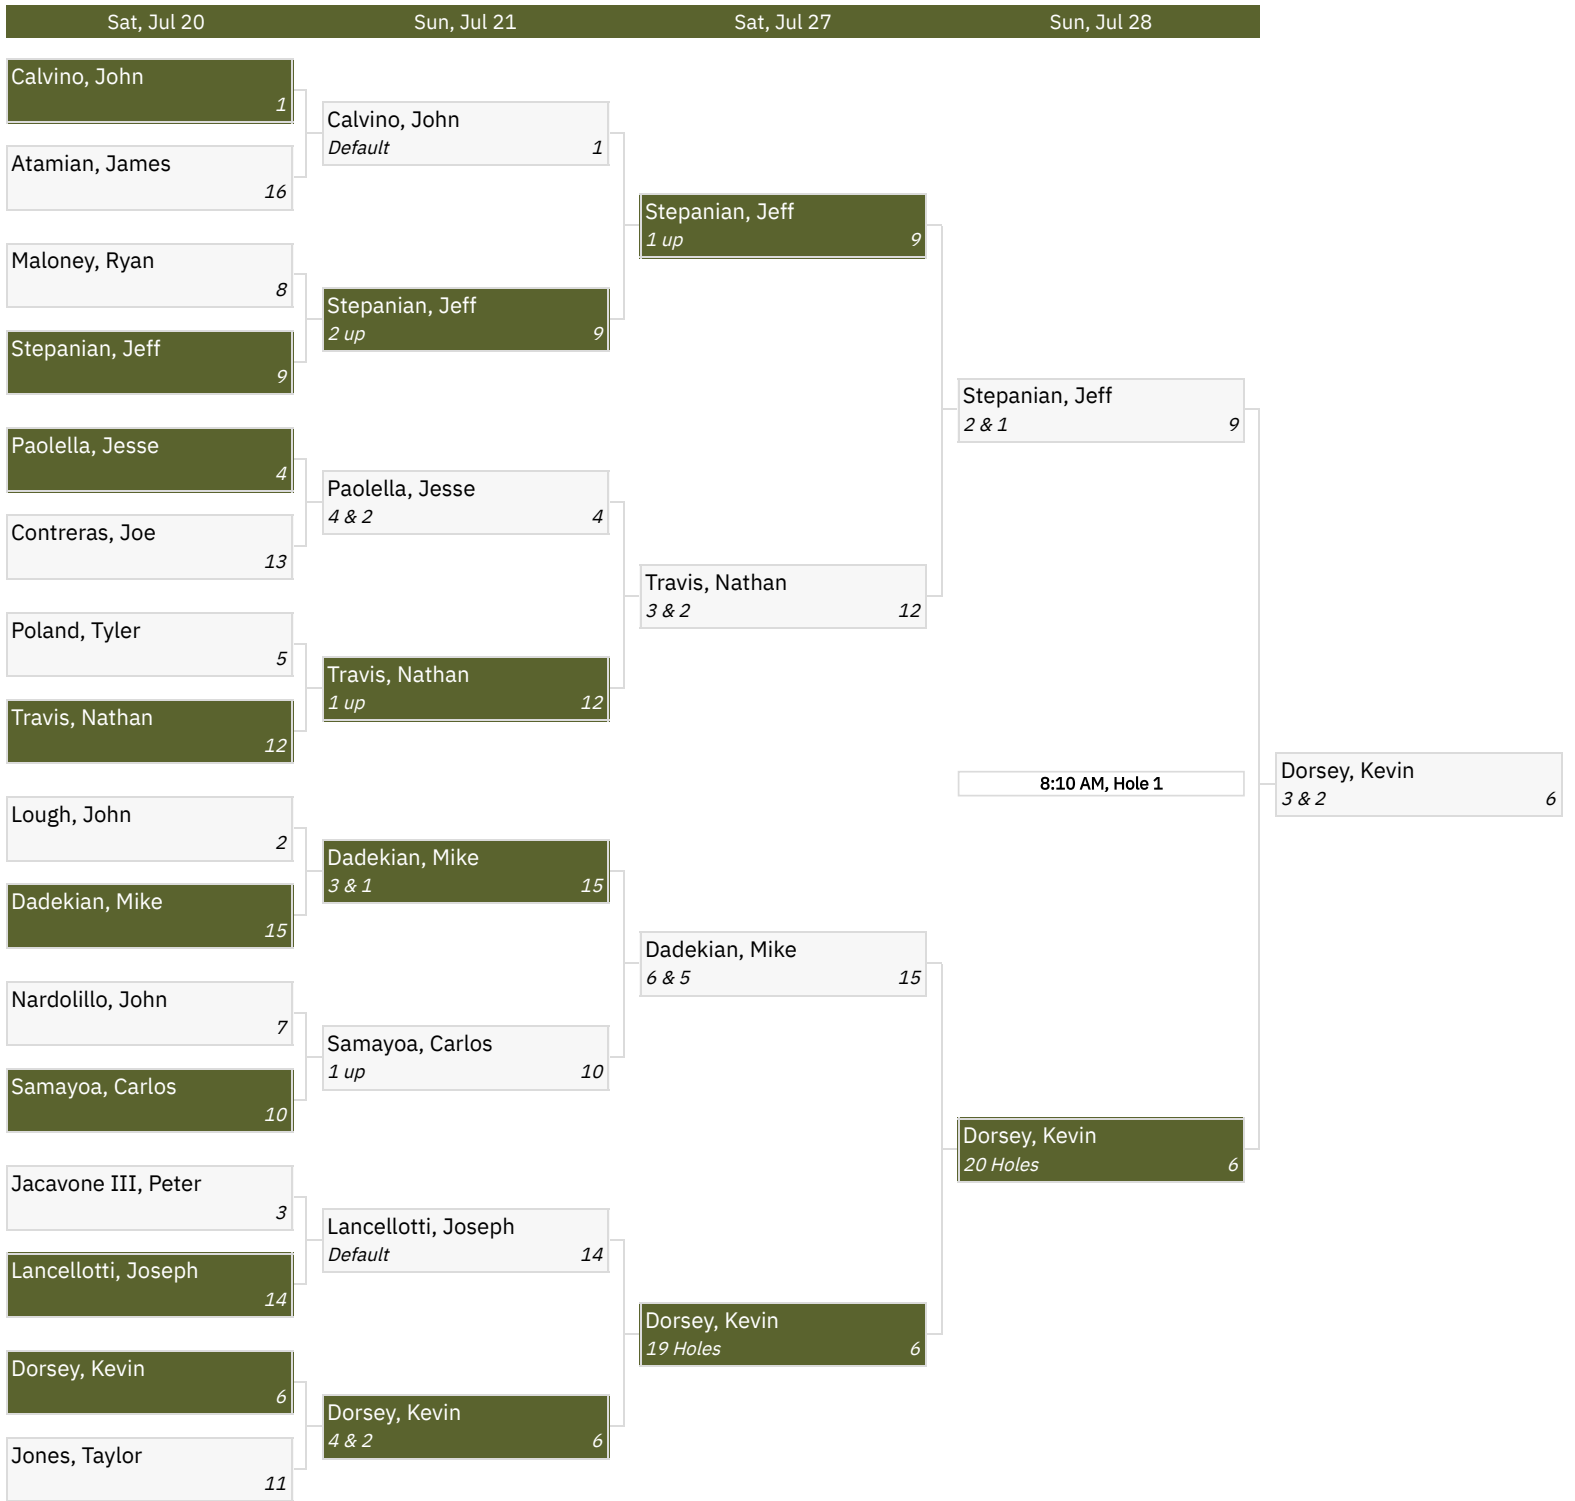 Sat, Jul 20
Sun, Jul 21
Sat, Jul 27
Sun, Jul 28
Calvino, John
1
Atamian, James
16
Maloney, Ryan
8
Stepanian, Jeff
9
Paolella, Jesse
4
Contreras, Joe
13
Poland, Tyler
5
Travis, Nathan
12
Lough, John
2
Dadekian, Mike
15
Nardolillo, John
7
Samayoa, Carlos
10
Jacavone III, Peter
3
Lancellotti, Joseph
14
Dorsey, Kevin
6
Jones, Taylor
11
Calvino, John
Default 1
Stepanian, Jeff
2 up 9
Paolella, Jesse
4 & 2 4
Travis, Nathan
1 up 12
Dadekian, Mike
3 & 1 15
Samayoa, Carlos
1 up 10
Lancellotti, Joseph
Default 14
Dorsey, Kevin
4 & 2 6
Stepanian, Jeff
1 up 9
Travis, Nathan
3 & 2 12
Dadekian, Mike
6 & 5 15
Dorsey, Kevin
19 Holes 6
Stepanian, Jeff
2 & 1 9
8:10 AM, Hole 1
Dorsey, Kevin
20 Holes 6
Dorsey, Kevin
3 & 2 6